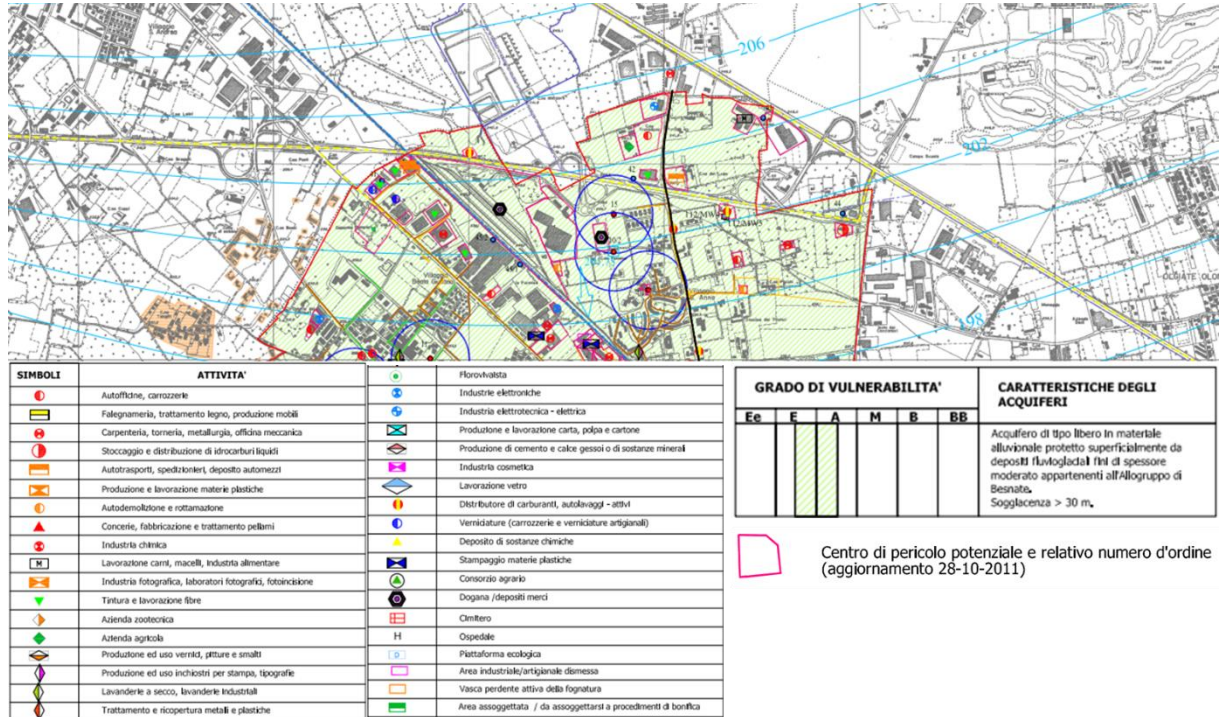 Villaggio
S. Andrea
206
202
198
15
44
112/MW
OLGIATE OLO
SIMBOLI ATTIVITA'
Autofficine, carrozzerie
Falegnameria, trattamento legno, produzione mobili
Carpenteria, torneria, metallurgia, officina meccanica
Stoccaggio e distribuzione di idrocarburi liquidi
Autotrasporti, spedizionieri, deposito automezzi
Produzione e lavorazione materie plastiche
Autodemolizione e rottamazione
Concerie, fabbricazione e trattamento pellami
Industria chimica
M Lavorazione carni, macelli, industria alimentare
Industria fotografica, laboratori fotografici, fotoincisione
Tintura e lavorazione fibre
Azienda zootecnica
Azienda agricola
Produzione ed uso vernici, pitture e smalti
Produzione ed uso inchiostri per stampa, tipografie
Lavanderie a secco, lavanderie industriali
Trattamento e ricopertura metalli e plastiche
Florovivaista
Industrie elettroniche
Industria elettrotecnica - elettrica
Produzione e lavorazione carta, polpa e cartone
Produzione di cemento e calce gessoi o di sostanze minerali
Industria cosmetica
Lavorazione vetro
Distributore di carburanti, autolavaggi - attivi
Verniciature (carrozzerie e verniciature artigianali)
Deposito di sostanze chimiche
Stampaggio materie plastiche
Consorzio agrario
Dogana /depositi merci
Cimitero
H Ospedale
Piattaforma ecologica
Area industriale/artigianale dismessa
Vasca perdente attiva della fognatura
Area assoggettata / da assoggettarsi a procedimenti di bonifica
GRADO DI VULNERABILITA'
Ee E A M B BB
CARATTERISTICHE DEGLI
ACQUIFERI
Acquifero di tipo libero in materiale
alluvionale protetto superficialmente da
depositi fluvioglaciali fini di spessore
moderato appartenenti all'Allogruppo di
Besnate.
Soggiacenza > 30 m.
Centro di pericolo potenziale e relativo numero d'ordine
(aggiornamento 28-10-2011)